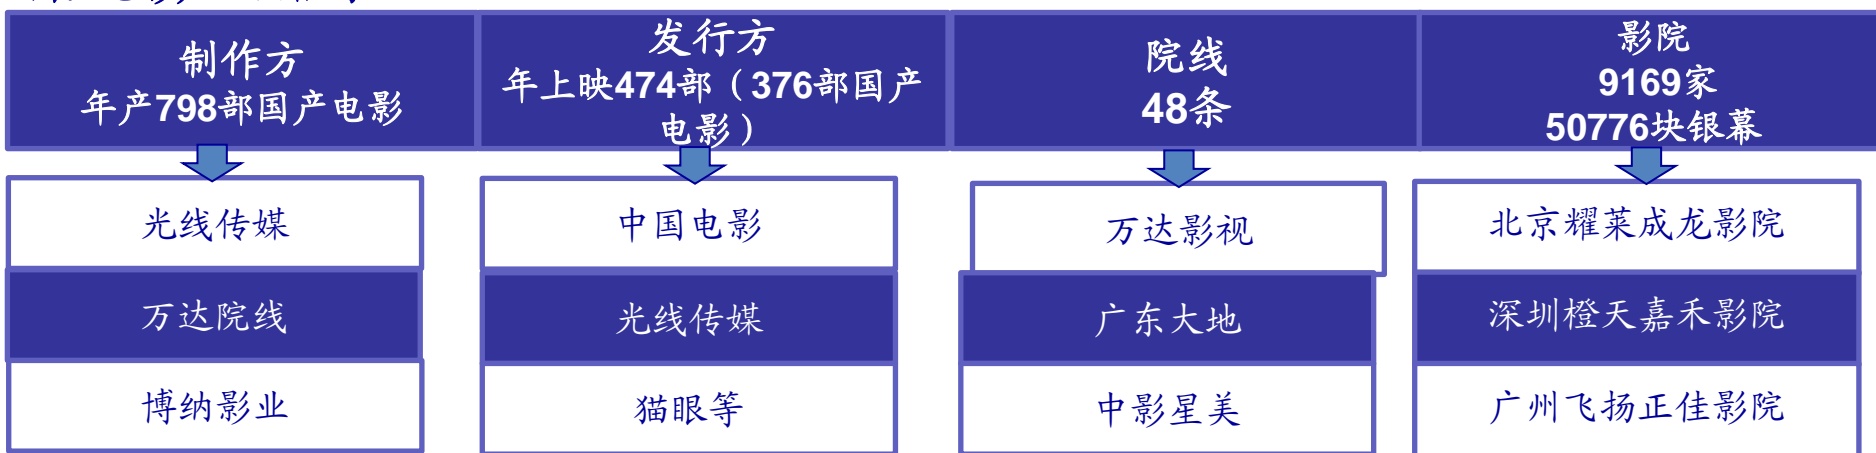 制作方
年产798部国产电影
发行方
年上映474部（376部国产
电影）
院线
48条
影院
9169家
50776块银幕
光线传媒
中国电影
万达影视
北京耀莱成龙影院
万达院线
光线传媒
广东大地
深圳橙天嘉禾影院
博纳影业
猫眼等
中影星美
广州飞扬正佳影院